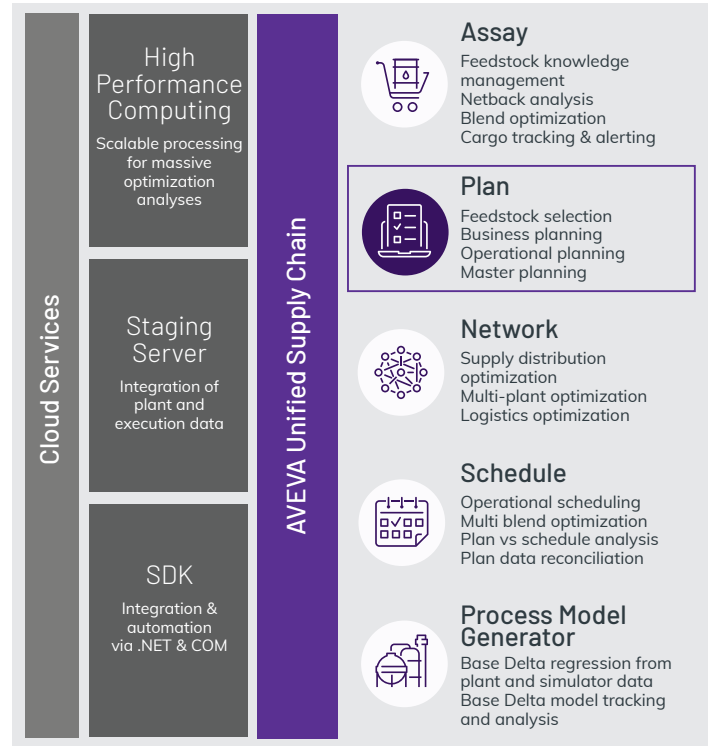 Cloud Services
High
Performance
Computing
Scalable processing
for massive
optimization
analyses
Staging
Server
Integration of
plant and
execution data
SDK
Integration &
automation
via .NET & COM
AVEVA Unified Supply Chain
Assay
Feedstock knowledge
management
Netback analysis
Blend optimization
Cargo tracking & alerting
Plan
Feedstock selection
Business planning
Operational planning
Master planning
Network
Supply distribution
optimization
Multi-plant optimization
Logistics optimization
Schedule
Operational scheduling
Multi blend optimization
Plan vs schedule analysis
Plan data reconciliation
Process Model
Generator
Base Delta regression from
plant and simulator data
Base Delta model tracking
and analysis